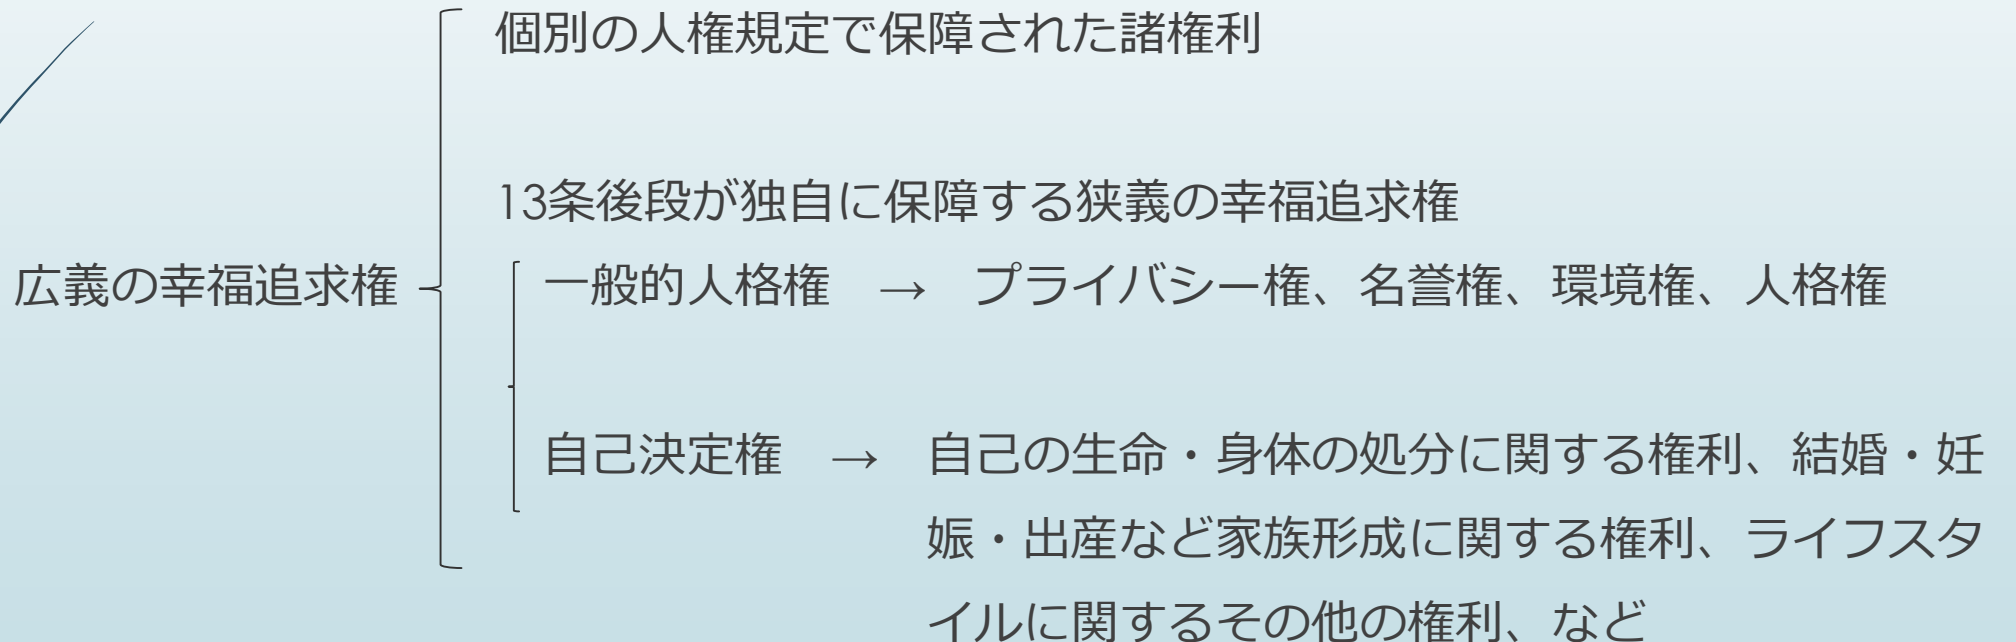 個別の人権規定で保障された諸権利
13条後段が独自に保障する狭義の幸福追求権
広義の幸福追求権
一般的人格権 → プライバシー権、名誉権、環境権、人格権
自己決定権 → 自己の生命・身体の処分に関する権利、結婚・妊
娠・出産など家族形成に関する権利、ライフスタ
イルに関するその他の権利、など